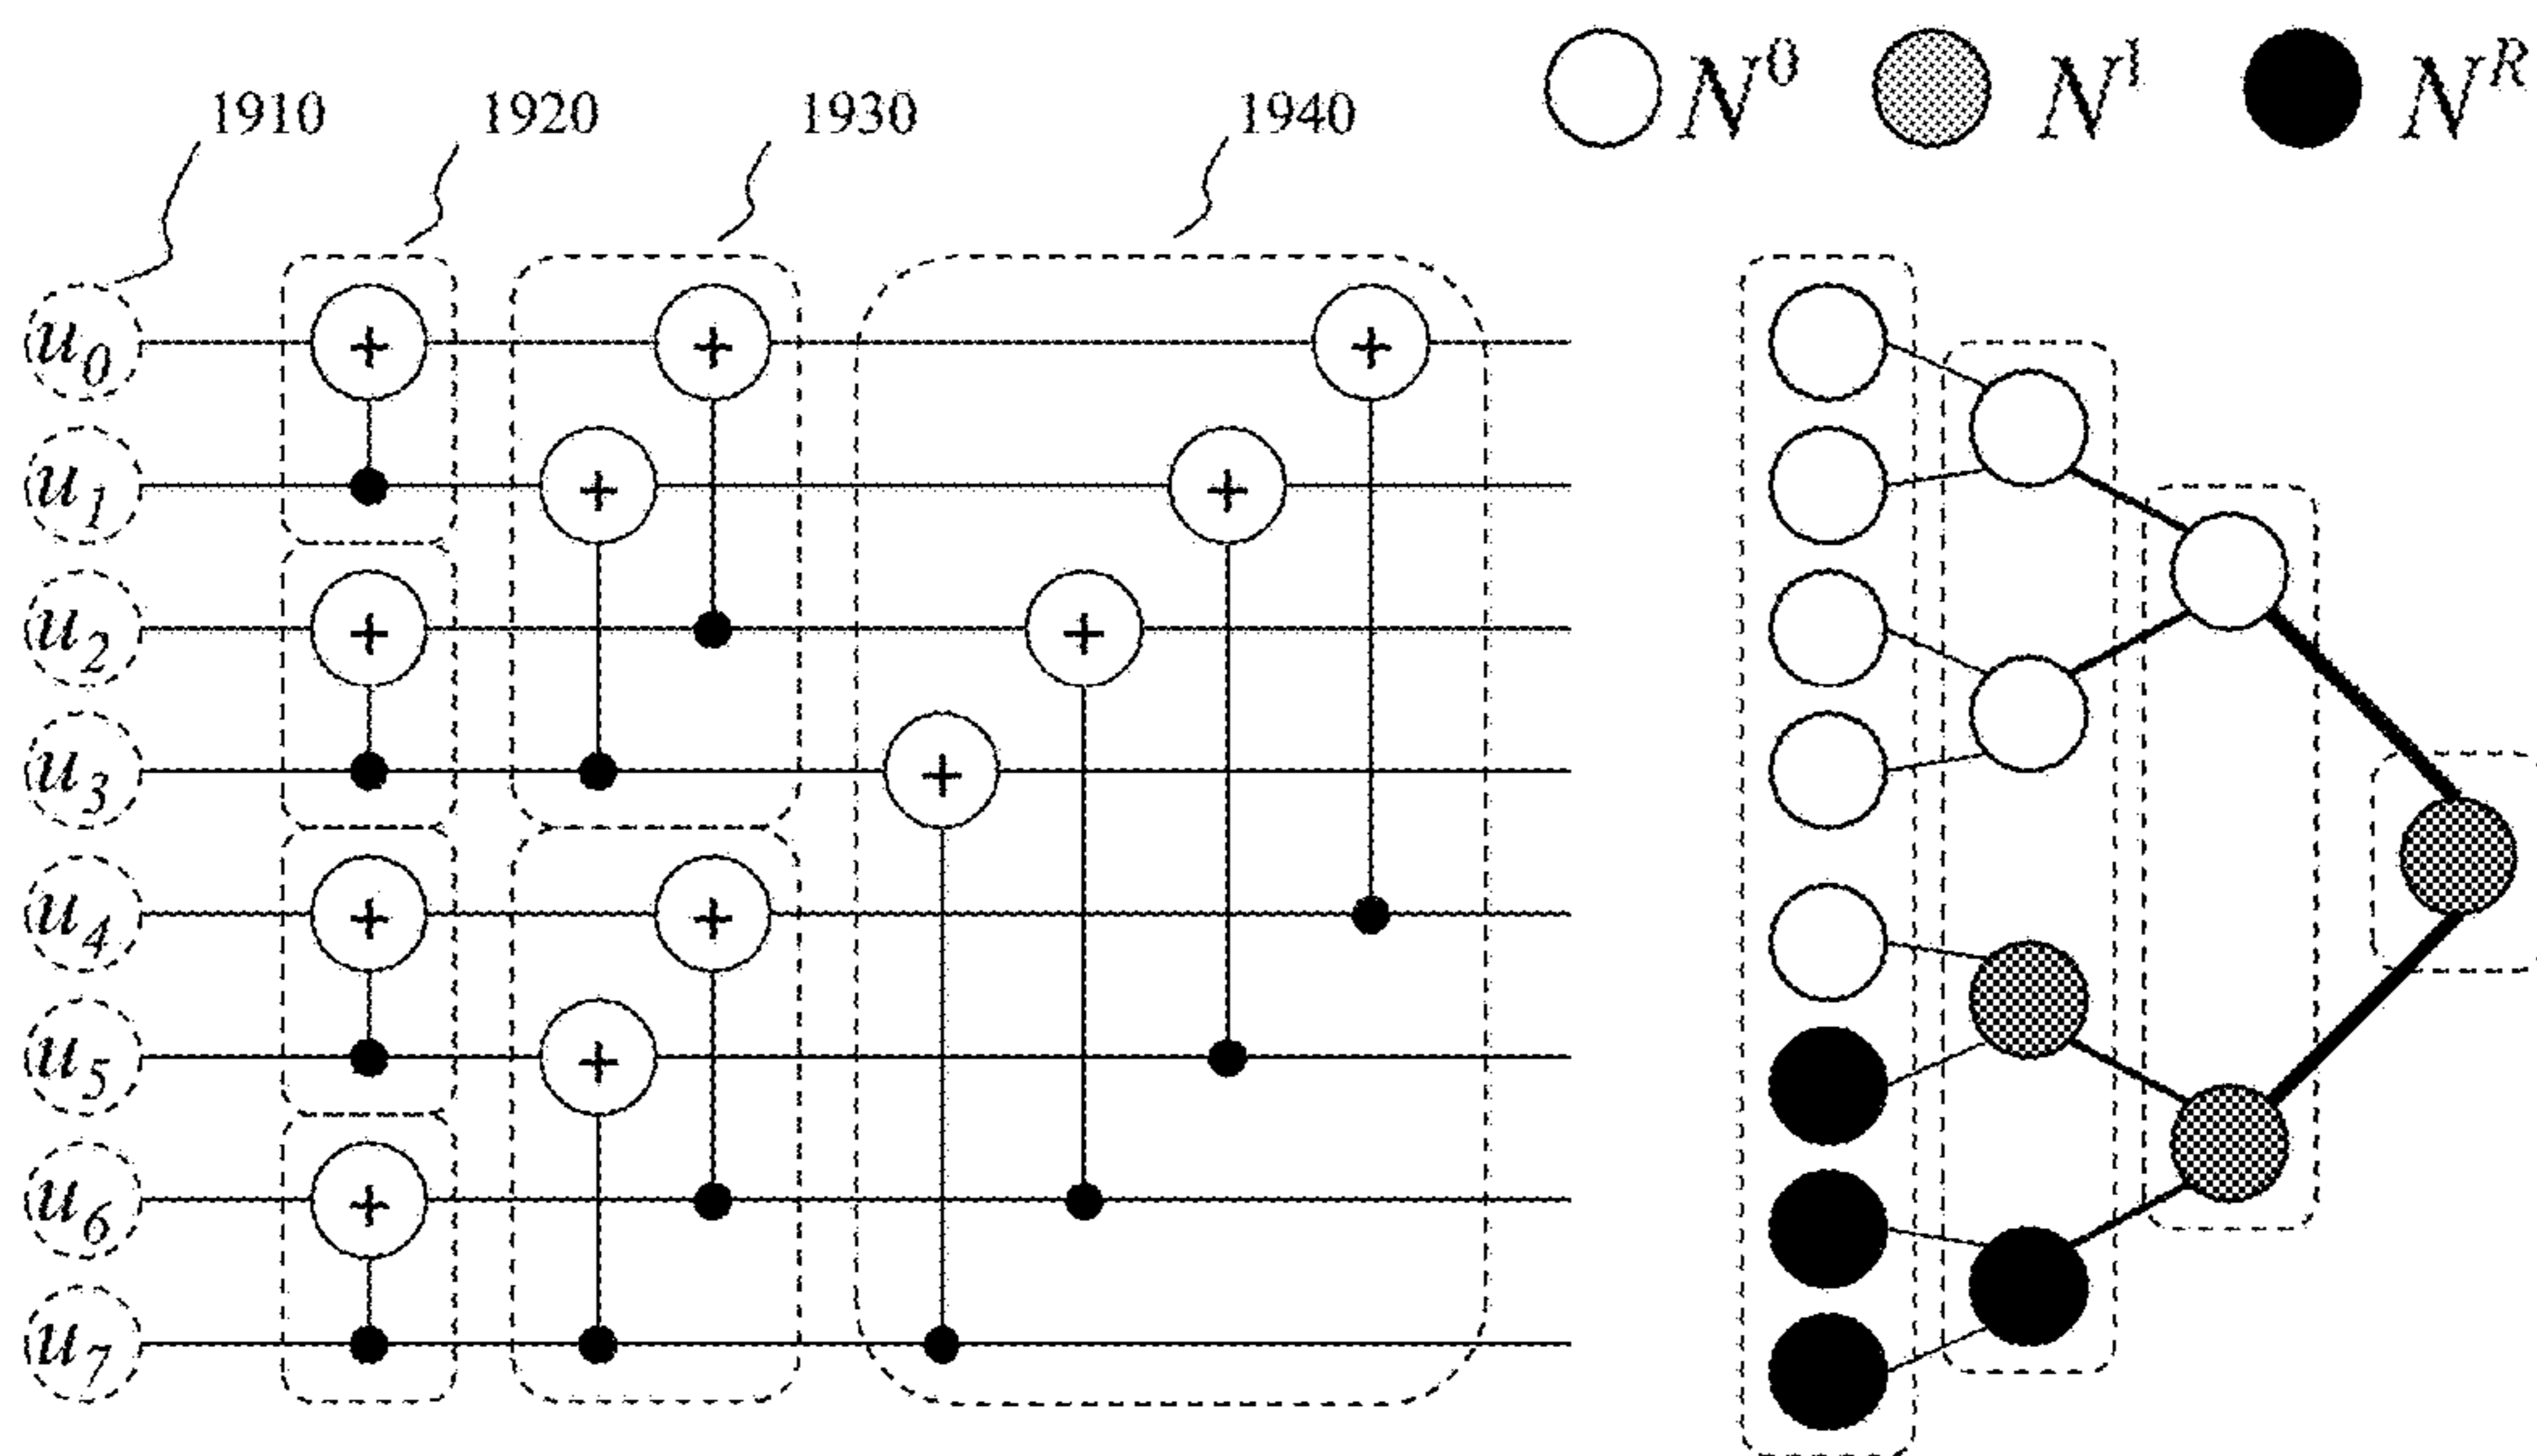 1910 1920 1930 1940 N⁰ N¹ Nᴿ
u₀ + + +
u₁ + +
u₂ + +
u₃ +
u₄ + +
u₅ +
u₆ +
u₇